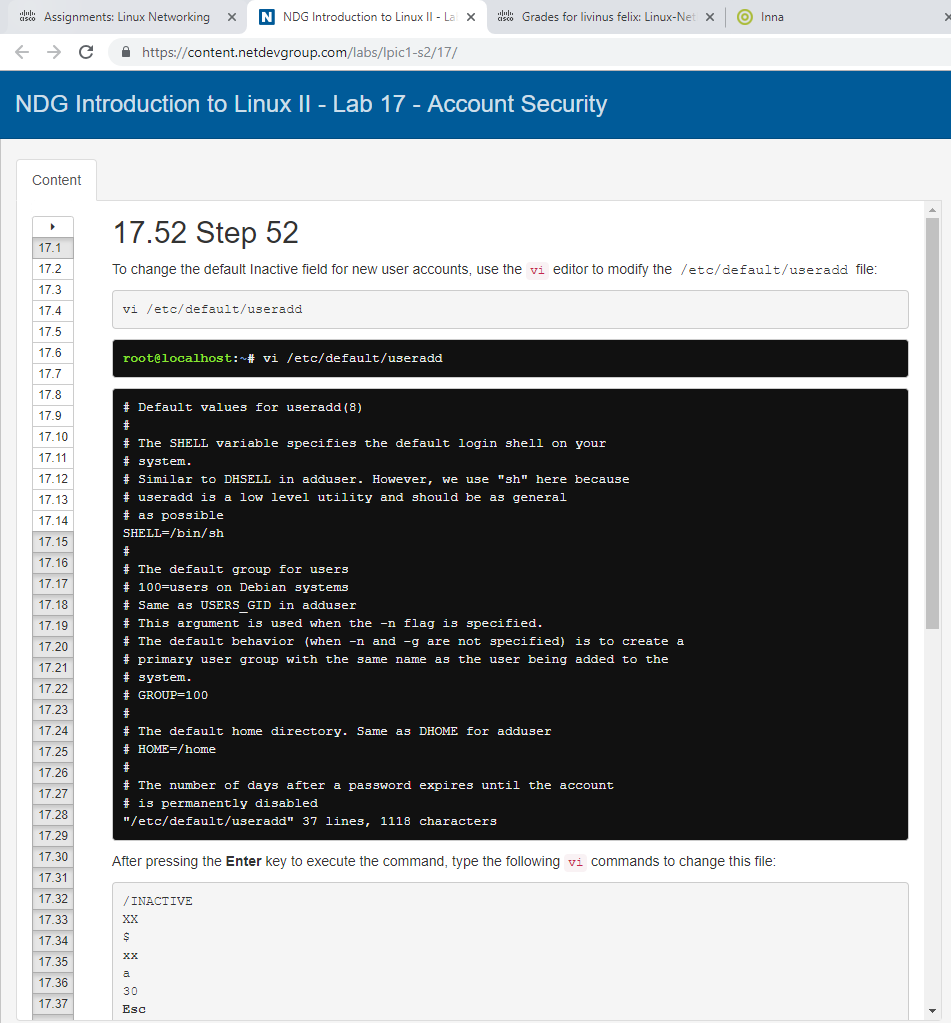 Assignments: Linux Networking
NDG Introduction to Linux II - La
Grades for livinus felix: Linux-Net
Inna
https://content.netdevgroup.com/labs/lpic1-s2/17/
NDG Introduction to Linux II - Lab 17 - Account Security
Content
17.1
17.2
17.3
17.4
17.5
17.6
17.7
17.8
17.9
17.10
17.11
17.12
17.13
17.14
17.15
17.16
17.17
17.18
17.19
17.20
17.21
17.22
17.23
17.24
17.25
17.26
17.27
17.28
17.29
17.30
17.31
17.32
17.33
17.34
17.35
17.36
17.37
17.52 Step 52
To change the default Inactive field for new user accounts, use the vi editor to modify the /etc/default/useradd file:
vi /etc/default/useradd
root@localhost:~# vi /etc/default/useradd
# Default values for useradd(8)
#
# The SHELL variable specifies the default login shell on your
# system.
# Similar to DHSELL in adduser. However, we use "sh" here because
# useradd is a low level utility and should be as general
# as possible
SHELL=/bin/sh
#
# The default group for users
# 100=users on Debian systems
# Same as USERS_GID in adduser
# This argument is used when the -n flag is specified.
# The default behavior (when -n and -g are not specified) is to create a
# primary user group with the same name as the user being added to the
# system.
# GROUP=100
#
# The default home directory. Same as DHOME for adduser
# HOME=/home
#
# The number of days after a password expires until the account
# is permanently disabled
"/etc/default/useradd" 37 lines, 1118 characters
After pressing the Enter key to execute the command, type the following vi commands to change this file:
/INACTIVE
XX
$
xx
a
30
Esc